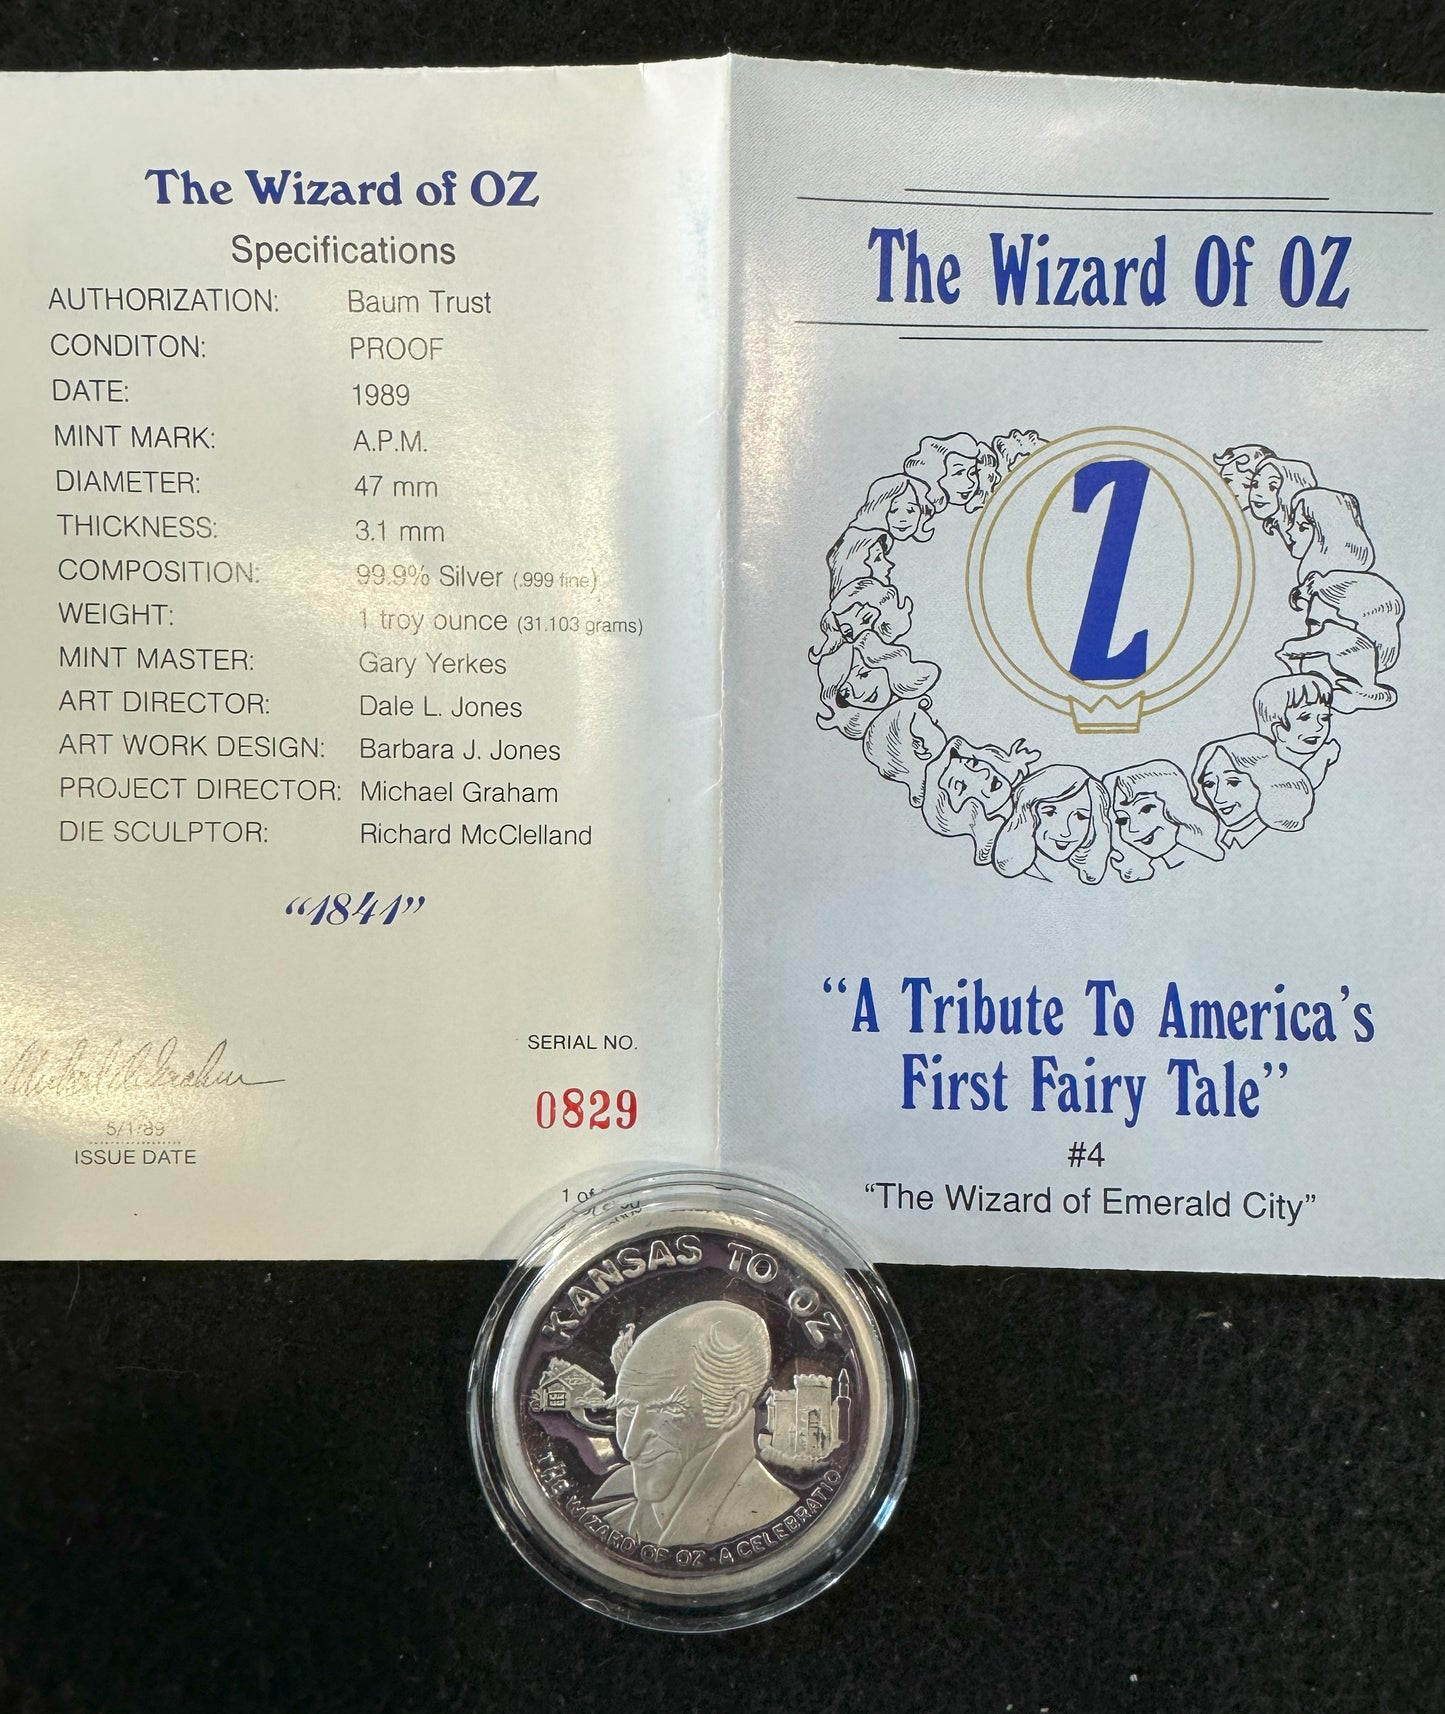 The Wizard of OZ
Specifications
AUTHORIZATION: Baum Trust
CONDITON: PROOF
DATE: 1989
MINT MARK: A.P.M.
DIAMETER: 47 mm
THICKNESS: 3.1 mm
COMPOSITION: 99.9% Silver (.999 fine)
WEIGHT: 1 troy ounce (31.103 grams)
MINT MASTER: Gary Yerkes
ART DIRECTOR: Dale L. Jones
ART WORK DESIGN: Barbara J. Jones
PROJECT DIRECTOR: Michael Graham
DIE SCULPTOR: Richard McClelland
“1841”
SERIAL NO.
0829
5/1/89
ISSUE DATE
1 of
The Wizard Of OZ
Z
“A Tribute To America's
First Fairy Tale”
#4
“The Wizard of Emerald City”
KANSAS TO OZ
THE WIZARD OF OZ · A CELEBRATION